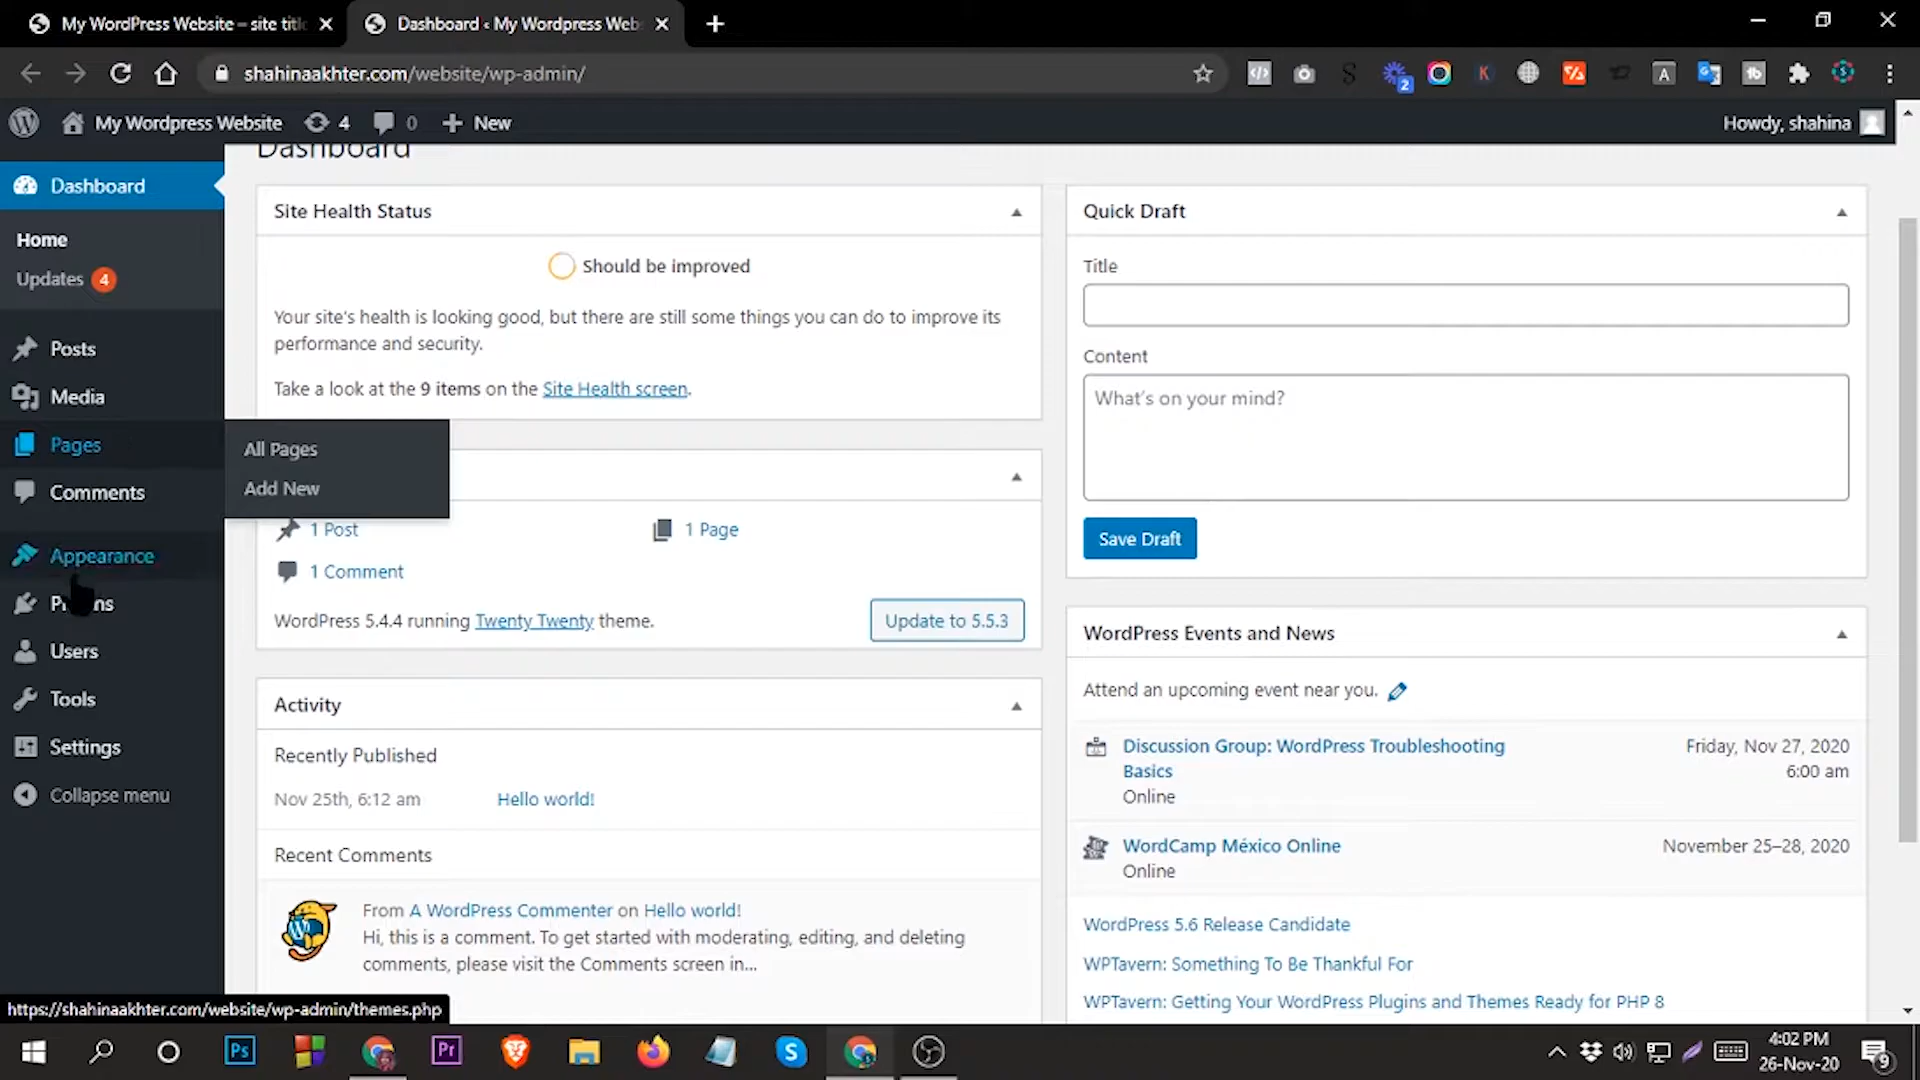 My WordPress Website – site titl
Dashboard ‹ My Wordpress Web
shahinaakhter.com/website/wp-admin/
2
My Wordpress Website
4
0
New
Howdy, shahina
Dashboard
Home
Updates 4
Posts
Media
Pages
All Pages
Add New
Comments
Appearance
Users
Tools
Settings
Collapse menu
Dashboard
Site Health Status
Should be improved
Your site's health is looking good, but there are still some things you can do to improve its
performance and security.
Take a look at the 9 items on the Site Health screen.
1 Post
1 Page
1 Comment
WordPress 5.4.4 running Twenty Twenty theme.
Update to 5.5.3
Activity
Recently Published
Nov 25th, 6:12 am
Hello world!
Recent Comments
From A WordPress Commenter on Hello world!
Hi, this is a comment. To get started with moderating, editing, and deleting
comments, please visit the Comments screen in...
Quick Draft
Title
Content
What's on your mind?
Save Draft
WordPress Events and News
Attend an upcoming event near you.
Discussion Group: WordPress Troubleshooting
Basics
Online
Friday, Nov 27, 2020
6:00 am
WordCamp México Online
Online
November 25–28, 2020
WordPress 5.6 Release Candidate
WPTavern: Something To Be Thankful For
WPTavern: Getting Your WordPress Plugins and Themes Ready for PHP 8
https://shahinaakhter.com/website/wp-admin/themes.php
Ps
Pr
4:02 PM
26-Nov-20
9